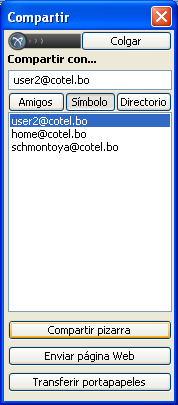 Compartir
Colgar
Compartir con...
user2@cotel.bo
Amigos Símbolo Directorio
user2@cotel.bo
home@cotel.bo
schmontoya@cotel.bo
Compartir pizarra
Enviar página Web
Transferir portapapeles